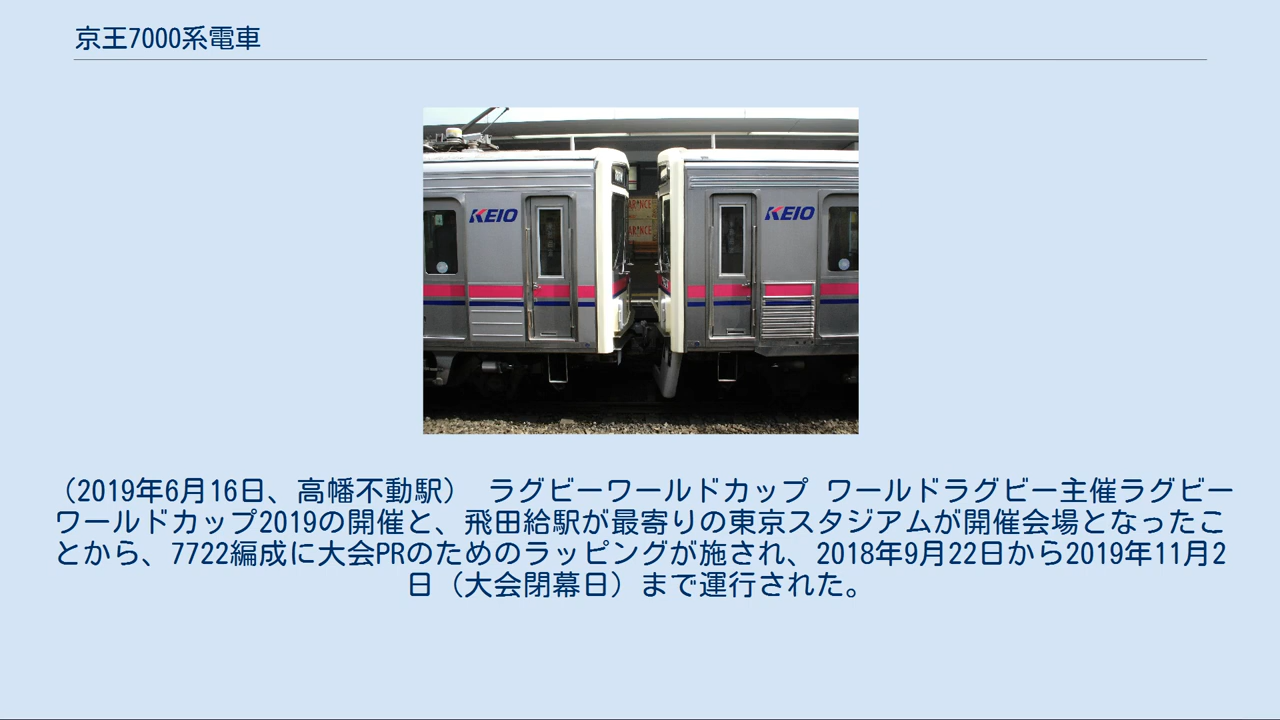 京王7000系電車
KEIO
KEIO
（2019年6月16日、高幡不動駅） ラグビーワールドカップ ワールドラグビー主催ラグビー
ワールドカップ2019の開催と、飛田給駅が最寄りの東京スタジアムが開催会場となったこ
とから、7722編成に大会PRのためのラッピングが施され、2018年9月22日から2019年11月2
日（大会閉幕日）まで運行された。